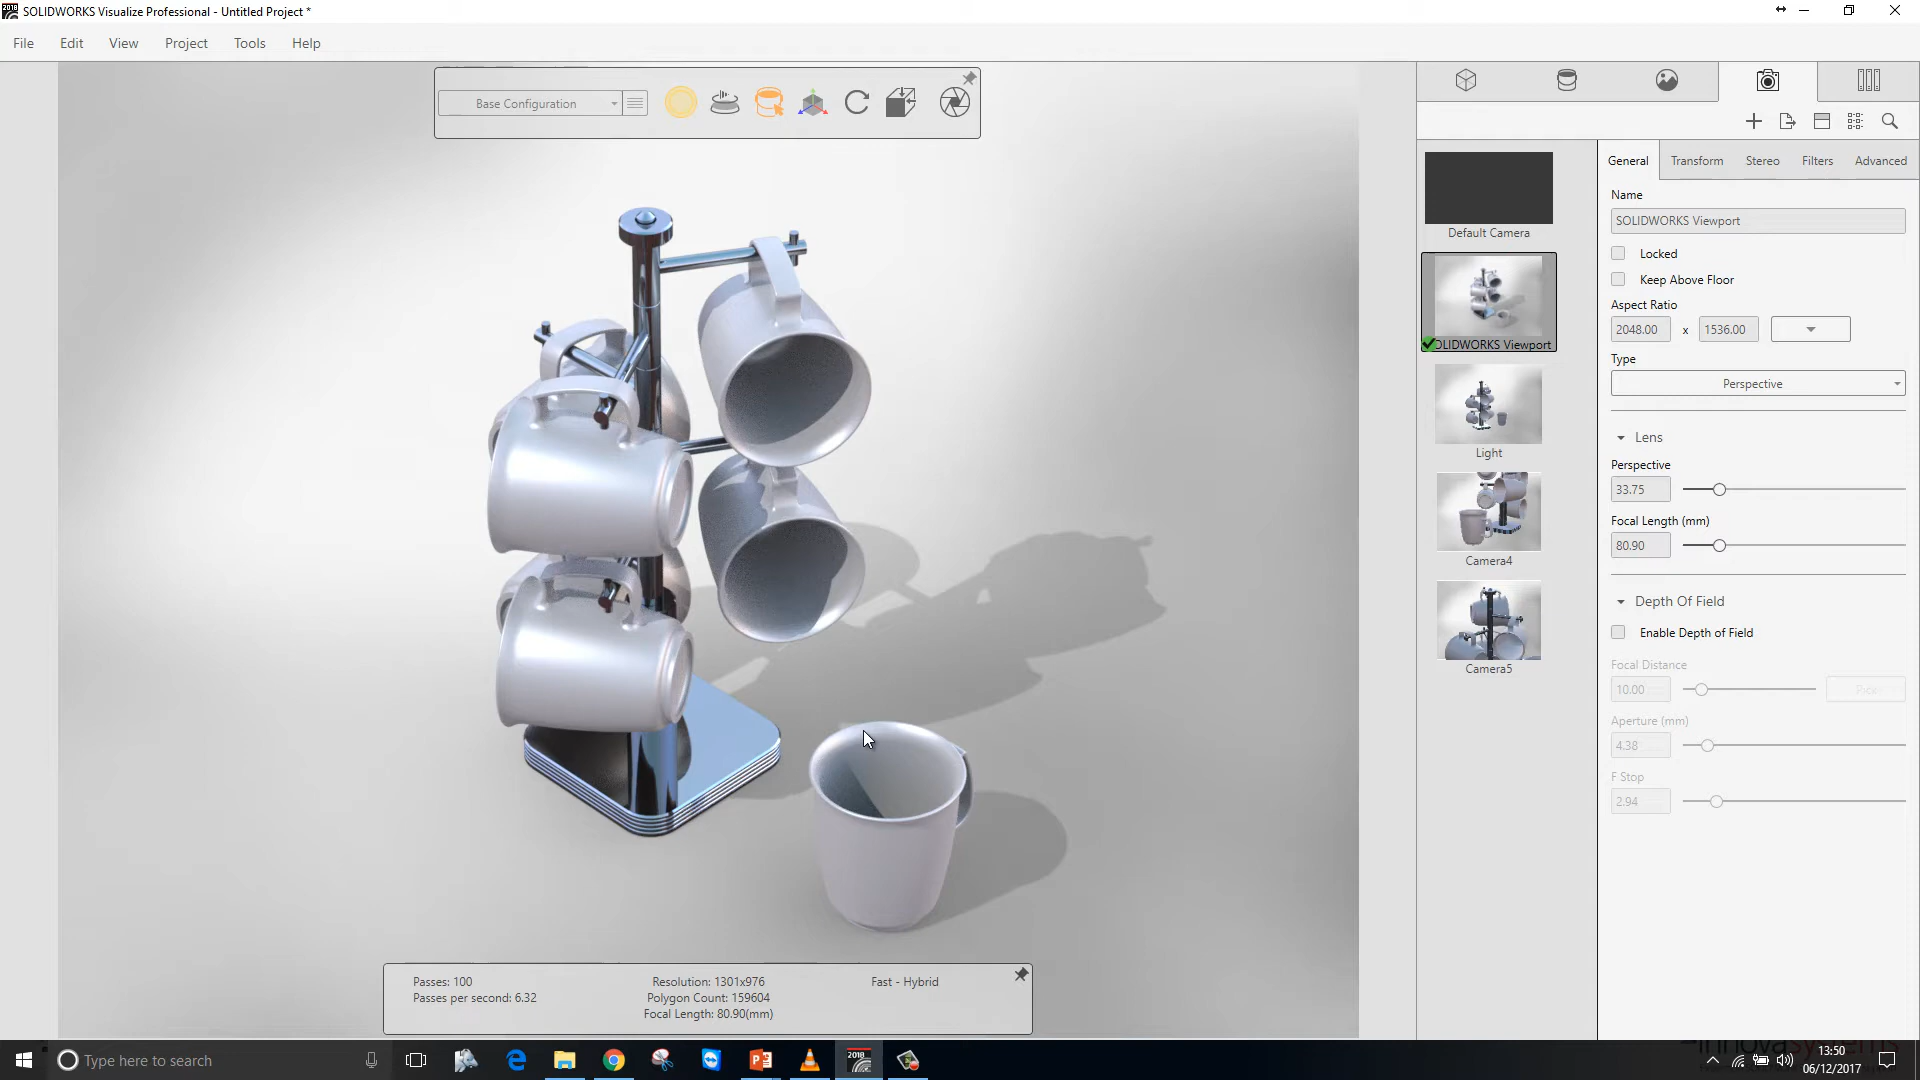 2018 SOLIDWORKS Visualize Professional - Untitled Project *
File Edit View Project Tools Help
Base Configuration
Default Camera
OLIDWORKS Viewport
Light
Camera4
Camera5
General Transform Stereo Filters Advanced
Name
SOLIDWORKS Viewport
Locked
Keep Above Floor
Aspect Ratio
2048.00 x 1536.00
Type
Perspective
Lens
Perspective
33.75
Focal Length (mm)
80.90
Depth Of Field
Enable Depth of Field
Focal Distance
10.00 Pick
Aperture (mm)
4.38
F Stop
2.94
Passes: 100
Passes per second: 6.32
Resolution: 1301x976
Polygon Count: 159604
Focal Length: 80.90(mm)
Fast - Hybrid
innovasystems
Type here to search
2018
13:50
06/12/2017